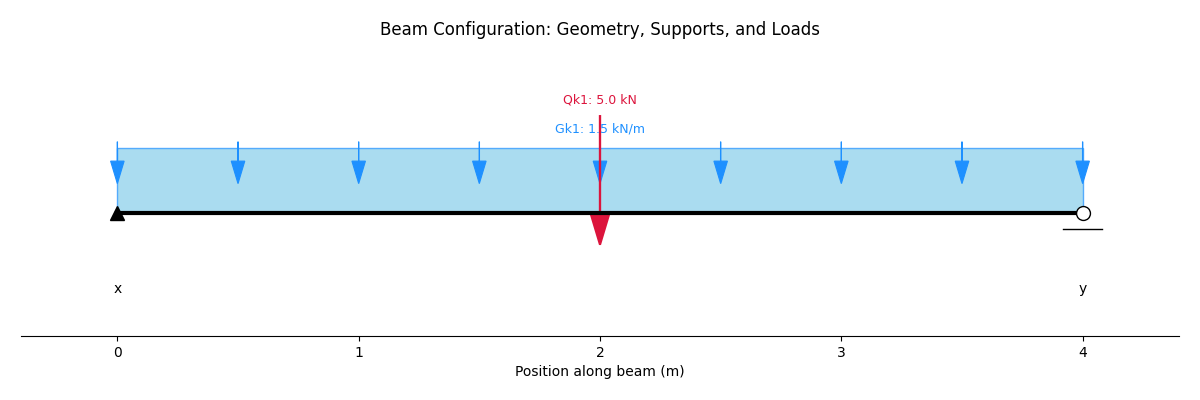 Beam Configuration: Geometry, Supports, and Loads
Qk1: 5.0 kN
Gk1: 1.5 kN/m
x y
0 1 2 3 4
Position along beam (m)